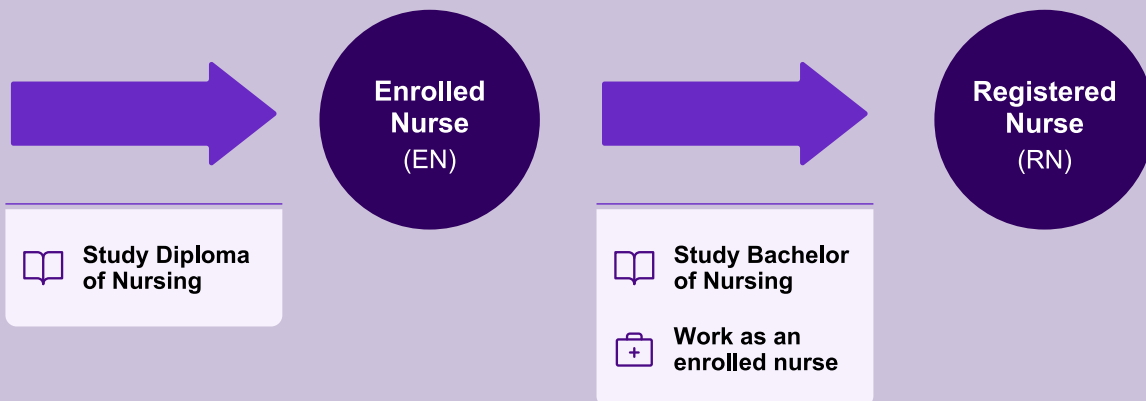 Enrolled
Nurse
(EN)
Registered
Nurse
(RN)
Study Diploma
of Nursing
Study Bachelor
of Nursing
Work as an
enrolled nurse